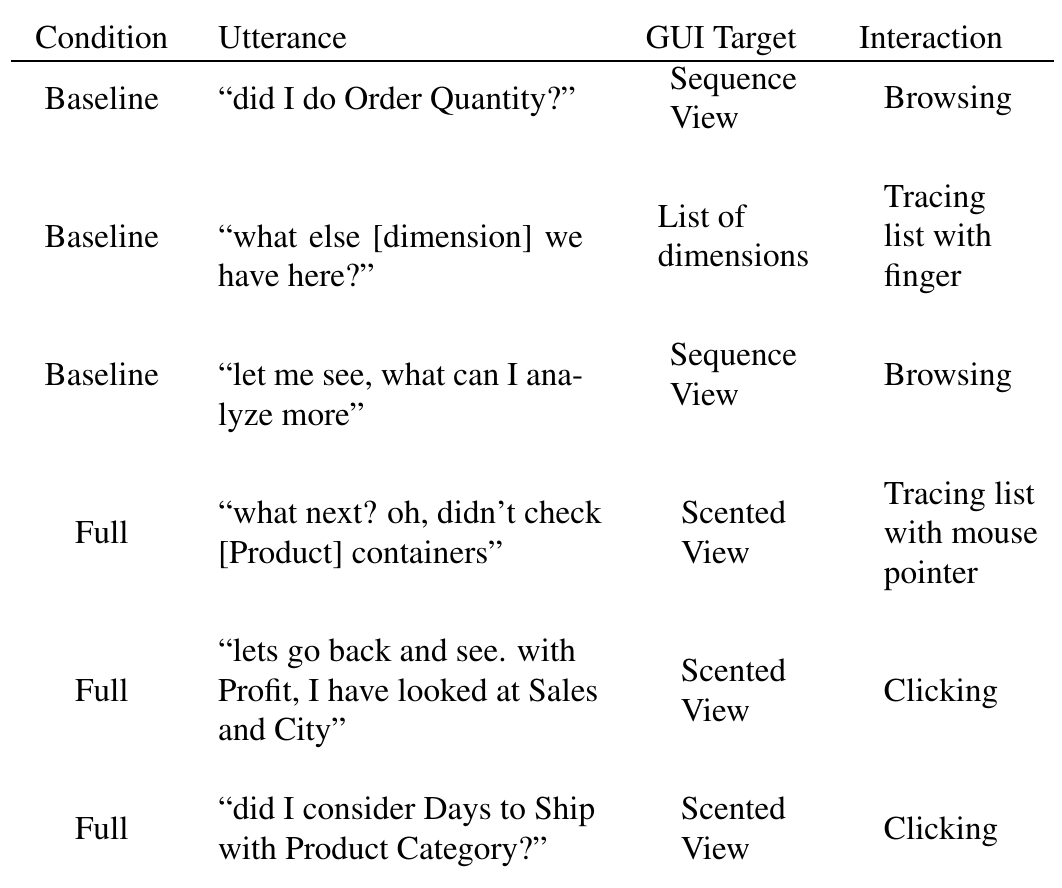 Condition Utterance GUI Target Interaction
Baseline “did I do Order Quantity?” Sequence View Browsing
Baseline “what else [dimension] we have here?” List of dimensions Tracing list with finger
Baseline “let me see, what can I ana-
lyze more” Sequence View Browsing
Full “what next? oh, didn’t check [Product] containers” Scented View Tracing list with mouse pointer
Full “lets go back and see. with Profit, I have looked at Sales and City” Scented View Clicking
Full “did I consider Days to Ship with Product Category?” Scented View Clicking